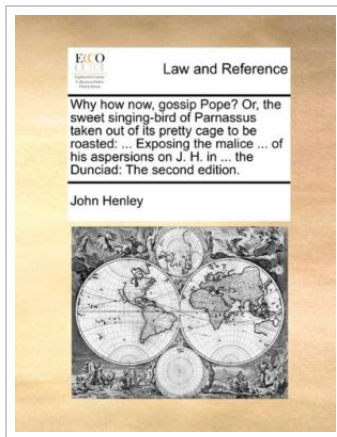 ECCO
Law and Reference
Why how now, gossip Pope? Or, the
sweet singing-bird of Parnassus
taken out of its pretty cage to be
roasted: ... Exposing the malice ... of
his aspersions on J. H. in ... the
Dunciad: The second edition.
John Henley